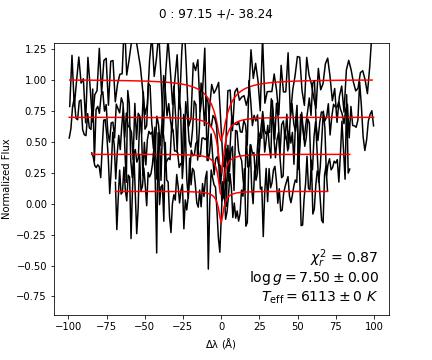 0 : 97.15 +/- 38.24
1.25
1.00
0.75
0.50
0.25
0.00
−0.25
−0.50
−0.75
Normalized Flux
χ²ᵣ = 0.87
log g = 7.50 ± 0.00
T_eff = 6113 ± 0 K
−100 −75 −50 −25 0 25 50 75 100
Δλ (Å)